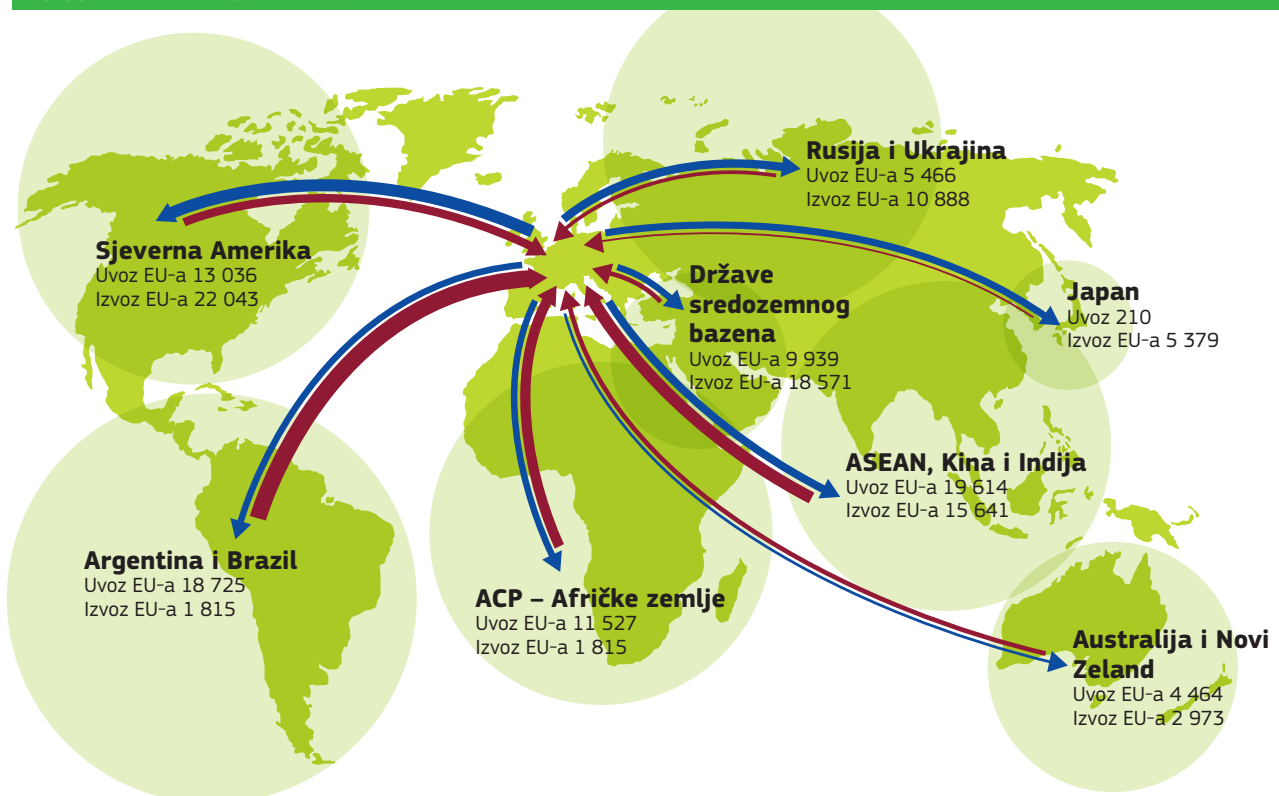 Rusija i Ukrajina
Uvoz EU-a 5 466
Izvoz EU-a 10 888
Sjeverna Amerika
Uvoz EU-a 13 036
Izvoz EU-a 22 043
Države
sredozemnog
bazena
Uvoz EU-a 9 939
Izvoz EU-a 18 571
Japan
Uvoz 210
Izvoz EU-a 5 379
ASEAN, Kina i Indija
Uvoz EU-a 19 614
Izvoz EU-a 15 641
Argentina i Brazil
Uvoz EU-a 18 725
Izvoz EU-a 1 815
ACP – Afričke zemlje
Uvoz EU-a 11 527
Izvoz EU-a 1 815
Australija i Novi
Zeland
Uvoz EU-a 4 464
Izvoz EU-a 2 973